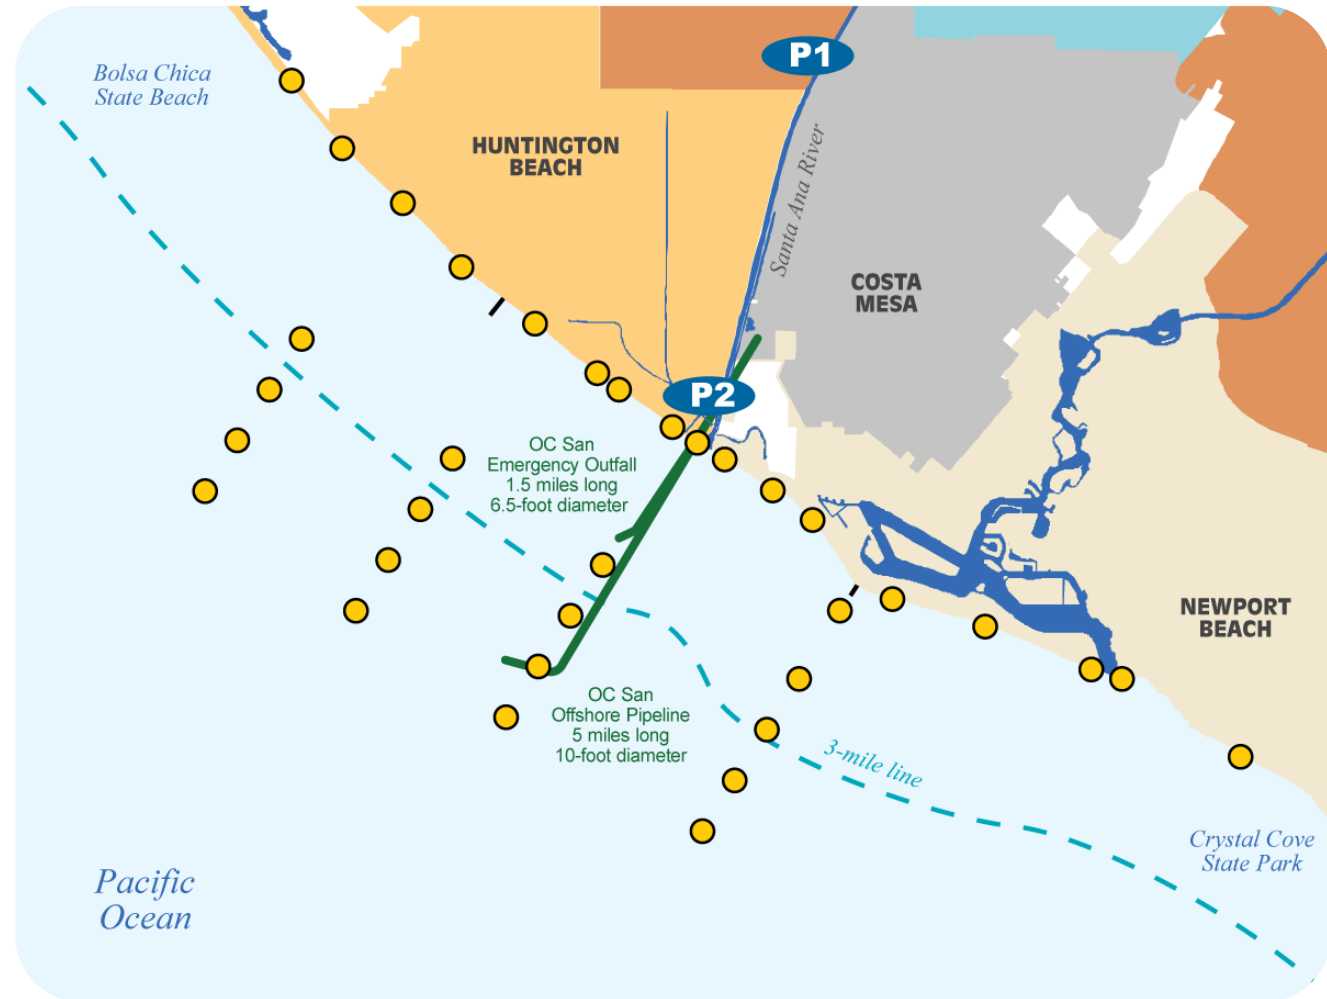 P1
Bolsa Chica
State Beach
HUNTINGTON
BEACH
Santa Ana River
COSTA
MESA
P2
OC San
Emergency Outfall
1.5 miles long
6.5-foot diameter
NEWPORT
BEACH
OC San
Offshore Pipeline
5 miles long
10-foot diameter
3-mile line
Crystal Cove
State Park
Pacific
Ocean